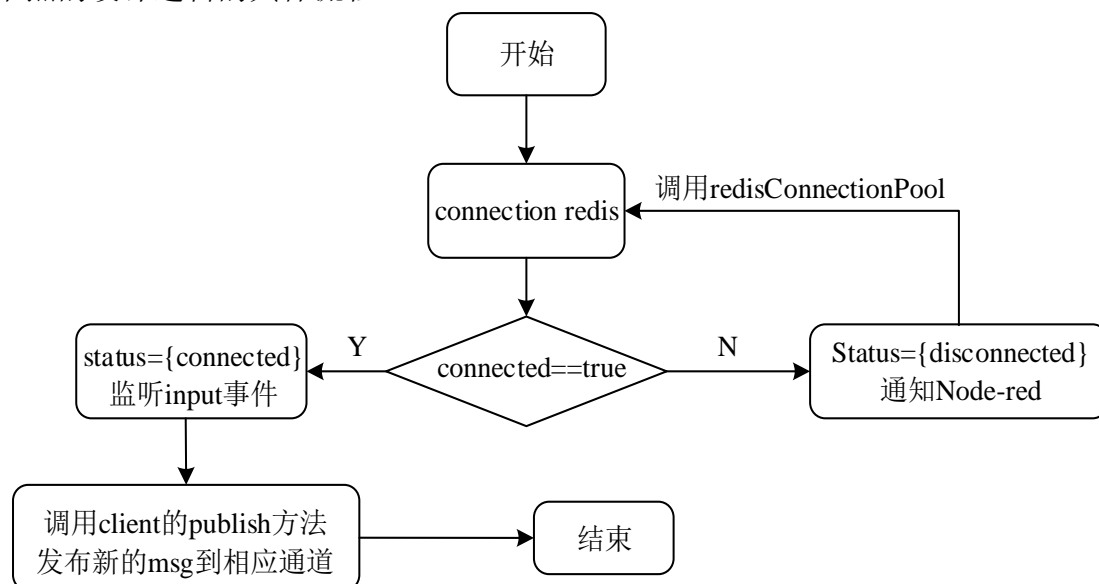 开始
connection redis
调用redisConnectionPool
connected==true
Y
N
status={connected}
监听input事件
Status={disconnected}
通知Node-red
调用client的publish方法
发布新的msg到相应通道
结束